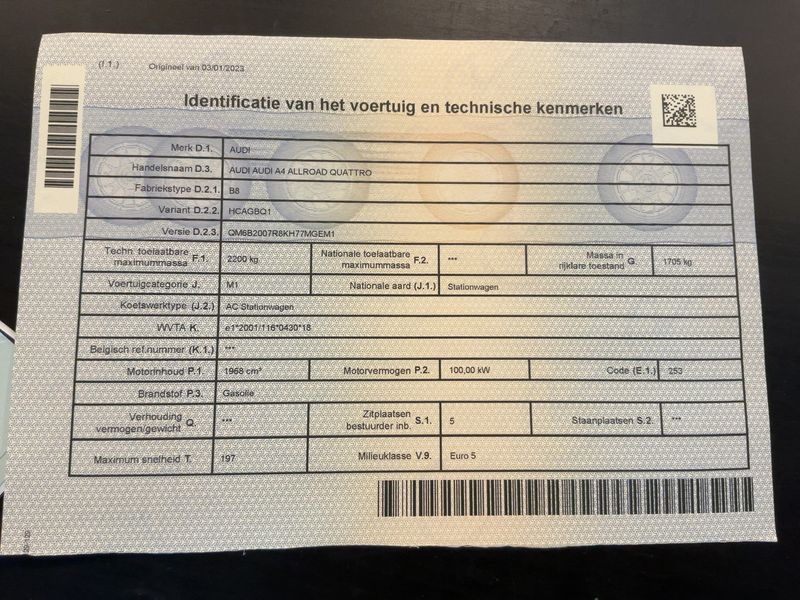 (I.1.) Origineel van 03/01/2023
Identificatie van het voertuig en technische kenmerken
Merk D.1. AUDI
Handelsnaam D.3. AUDI AUDI A4 ALLROAD QUATTRO
Fabriekstype D.2.1. B8
Variant D.2.2. HCAGBQ1
Versie D.2.3. QM6B2007R8KH77MGEM1
Techn. toelaatbare maximummassa F.1. 2200 kg Nationale toelaatbare maximummassa F.2. *** Massa in rijklare toestand G. 1705 kg
Voertuigcategorie J. M1 Nationale aard (J.1.) Stationwagen
Koetswerktype (J.2.) AC Stationwagen
WVTA K. e1*2001/116*0430*18
Belgisch ref.nummer (K.1.) ***
Motorinhoud P.1. 1968 cm³ Motorvermogen P.2. 100,00 kW Code (E.1.) 253
Brandstof P.3. Gasolie
Verhouding vermogen/gewicht Q. *** Zitplaatsen bestuurder inb. S.1. 5 Staanplaatsen S.2. ***
Maximum snelheid T. 197 Milieuklasse V.9. Euro 5